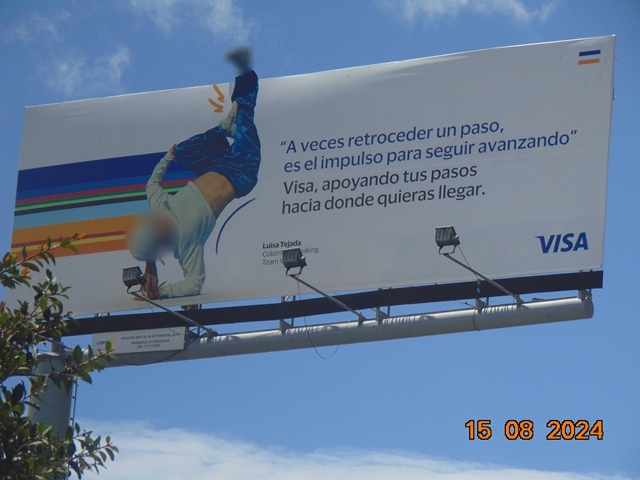 “A veces retroceder un paso,
es el impulso para seguir avanzando”
Visa, apoyando tus pasos
hacia donde quieras llegar.
Luisa Tejada
Team
VISA
15 08 2024